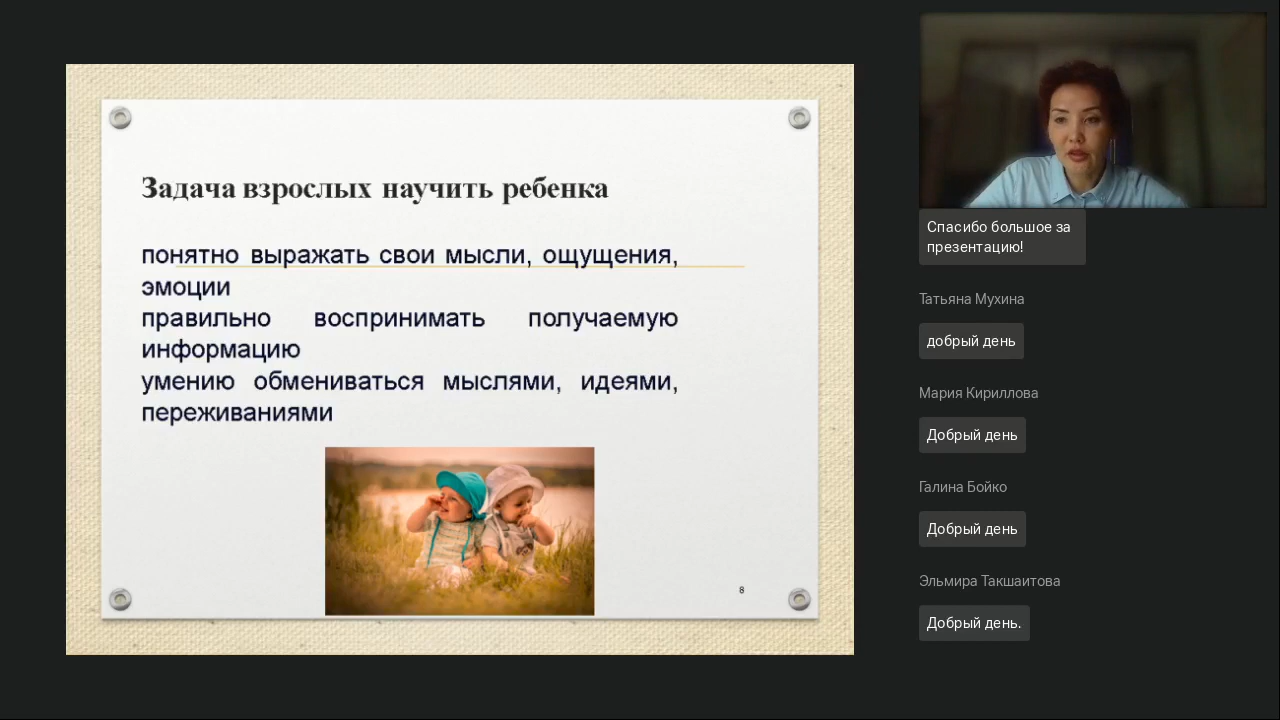 Задача взрослых научить ребенка
понятно выражать свои мысли, ощущения,
эмоции
правильно воспринимать получаемую
информацию
умению обмениваться мыслями, идеями,
переживаниями
8
Спасибо большое за
презентацию!
Татьяна Мухина
добрый день
Мария Кириллова
Добрый день
Галина Бойко
Добрый день
Эльмира Такшаитова
Добрый день.